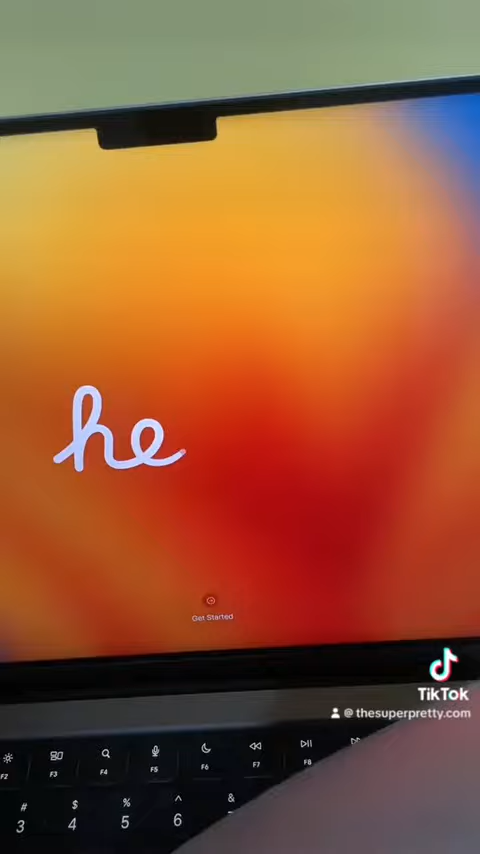 he
Get Started
TikTok
@ thesuperpretty.com
F2 F3 F4 F5 F6 F7 F8
# $ % ^ &
3 4 5 6